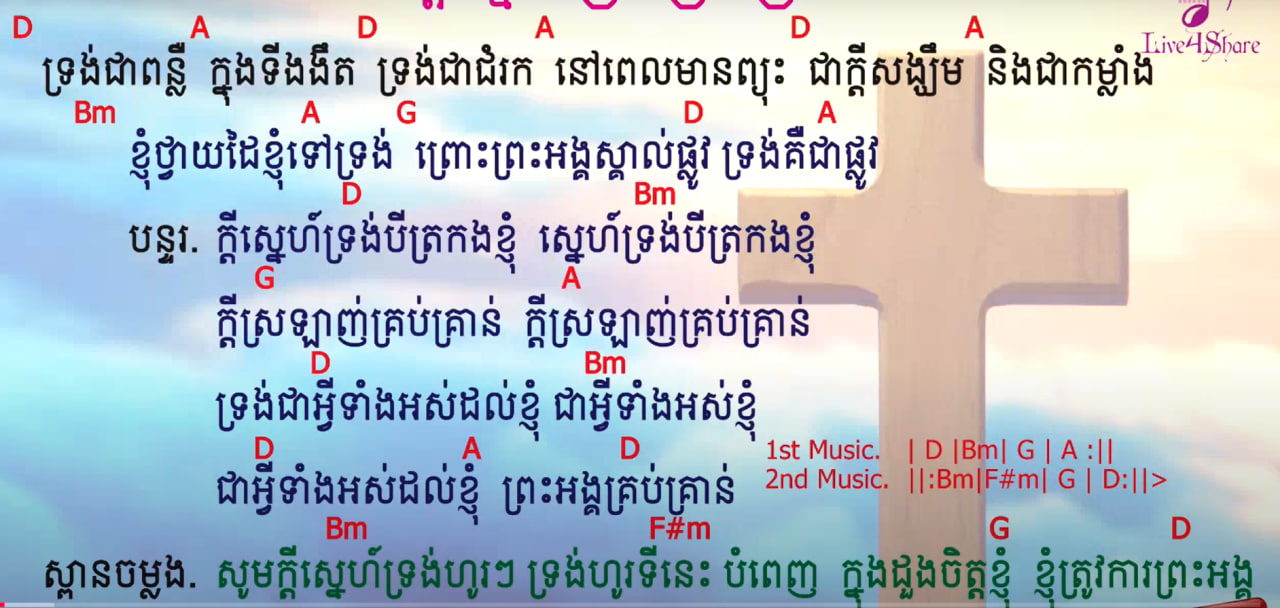 D A D A D A
Live4Share
ទ្រង់ជាពន្លឺ ក្នុងទីងងឹត ទ្រង់ជាជំរក នៅពេលមានព្យុះ ជាក្តីសង្ឃឹម និងជាកម្លាំង
Bm A G D A
ខ្ញុំថ្វាយដៃខ្ញុំទៅទ្រង់ ព្រោះព្រះអង្គស្គាល់ផ្លូវ ទ្រង់គឺជាផ្លូវ
D Bm
បន្ទរ. ក្តីស្នេហ៍ទ្រង់បីត្រកងខ្ញុំ ស្នេហ៍ទ្រង់បីត្រកងខ្ញុំ
G A
ក្តីស្រឡាញ់គ្រប់គ្រាន់ ក្តីស្រឡាញ់គ្រប់គ្រាន់
D Bm
ទ្រង់ជាអ្វីទាំងអស់ដល់ខ្ញុំ ជាអ្វីទាំងអស់ខ្ញុំ
D A D
1st Music. | D |Bm| G | A :||
ជាអ្វីទាំងអស់ដល់ខ្ញុំ ព្រះអង្គគ្រប់គ្រាន់
2nd Music. ||:Bm|F#m| G | D:||>
Bm F#m G D
ស្ពានចម្លង. សូមក្តីស្នេហ៍ទ្រង់ហូរៗ ទ្រង់ហូរទីនេះ បំពេញ ក្នុងដួងចិត្តខ្ញុំ ខ្ញុំត្រូវការព្រះអង្គ